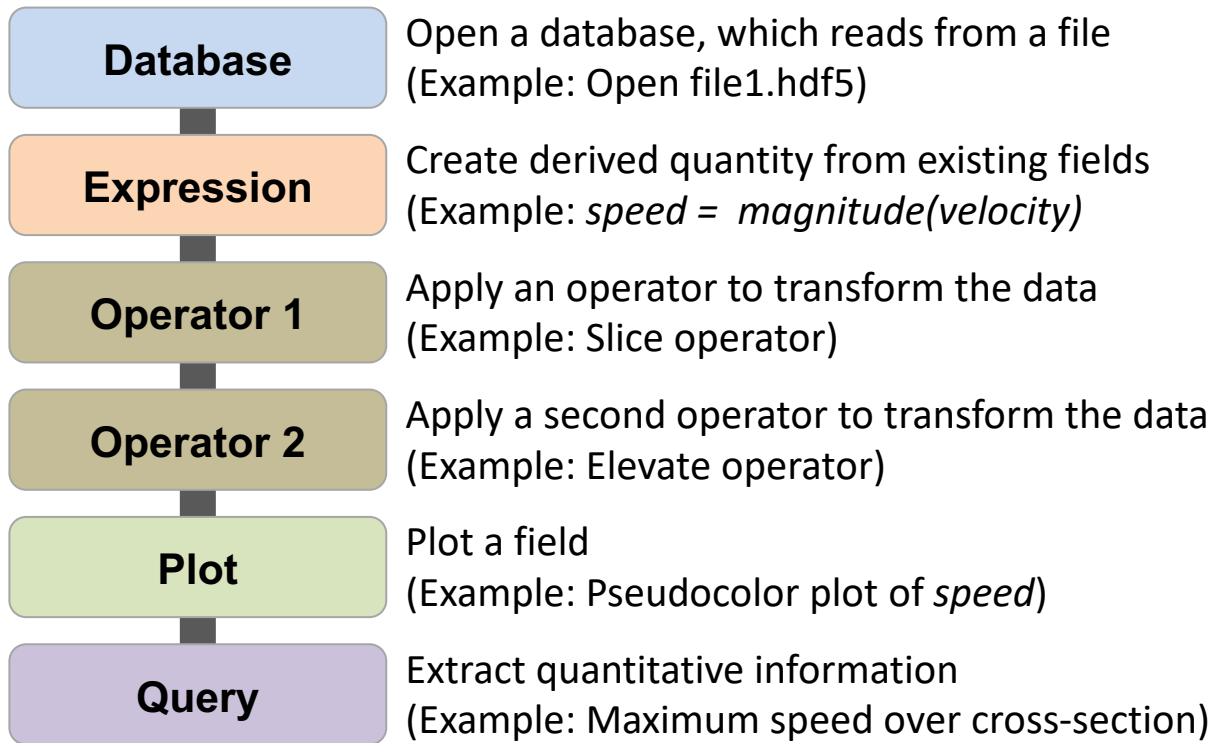 Database
Open a database, which reads from a file
(Example: Open file1.hdf5)
Expression
Create derived quantity from existing fields
(Example: speed =  magnitude(velocity)
Operator 1
Apply an operator to transform the data
(Example: Slice operator)
Operator 2
Apply a second operator to transform the data
(Example: Elevate operator)
Plot
Plot a field
(Example: Pseudocolor plot of speed)
Query
Extract quantitative information
(Example: Maximum speed over cross-section)